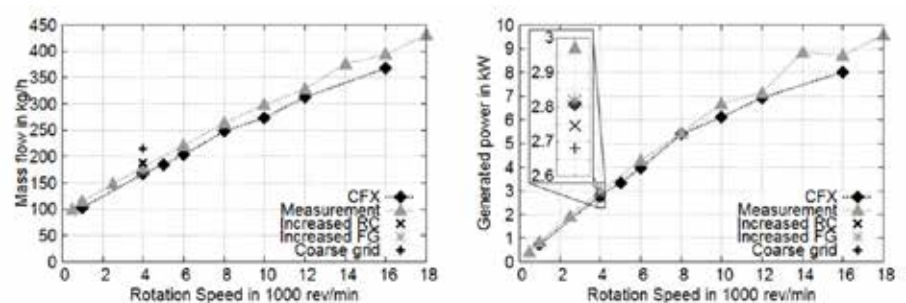 450
400
350
300
250
200
150
100
50
0
Mass flow in kg/h
CFX
Measurement
Increased RC
Increased FG
Coarse grid
0 2 4 6 8 10 12 14 16 18
Rotation Speed in 1000 rev/min
10
9
8
7
6
5
4
3
2
1
0
Generated power in kW
3
2.9
2.8
2.7
2.6
CFX
Measurement
Increased RC
Increased FG
Coarse grid
0 2 4 6 8 10 12 14 16 18
Rotation Speed in 1000 rev/min